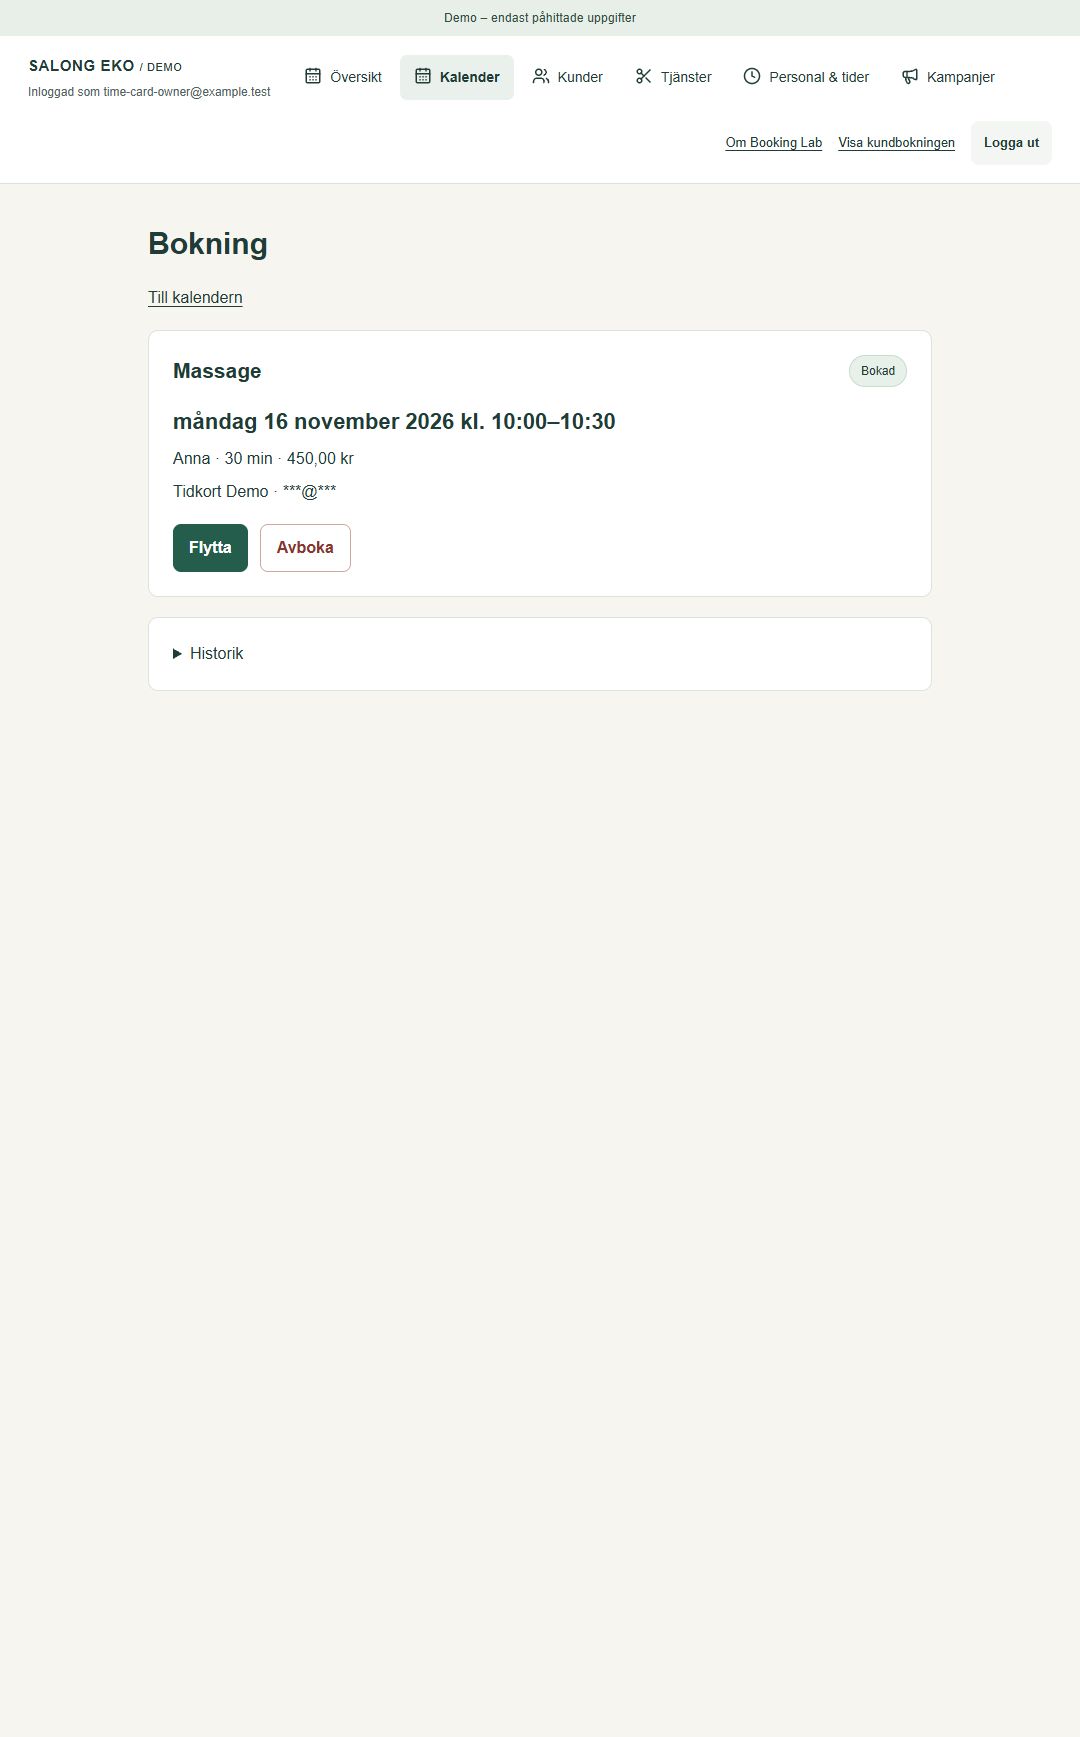 Demo – endast påhittade uppgifter
SALONG EKO / DEMO
Inloggad som time-card-owner@example.test
Översikt
Kalender
Kunder
Tjänster
Personal & tider
Kampanjer
Om Booking Lab
Visa kundbokningen
Logga ut
Bokning
Till kalendern
Massage
Bokad
måndag 16 november 2026 kl. 10:00–10:30
Anna · 30 min · 450,00 kr
Tidkort Demo · ***@***
Flytta
Avboka
Historik